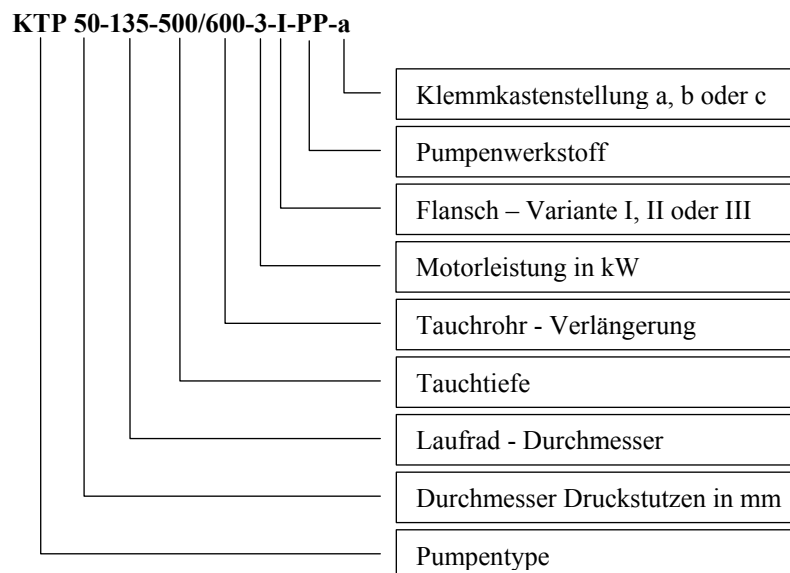 KTP 50-135-500/600-3-I-PP-a
Klemmkastenstellung a, b oder c
Pumpenwerkstoff
Flansch – Variante I, II oder III
Motorleistung in kW
Tauchrohr - Verlängerung
Tauchtiefe
Laufrad - Durchmesser
Durchmesser Druckstutzen in mm
Pumpentype